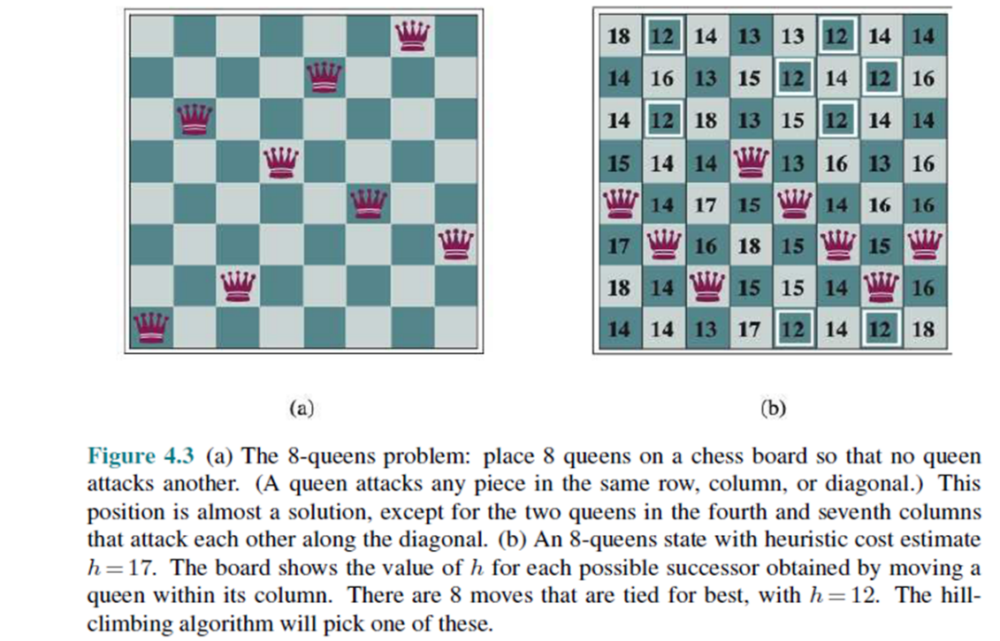 18 12 14 13 13 12 14 14
14 16 13 15 12 14 12 16
14 12 18 13 15 12 14 14
15 14 14 13 16 13 16
14 17 15 14 16 16
17 16 18 15 15
18 14 15 15 14 16
14 14 13 17 12 14 12 18
(a) (b)
Figure 4.3 (a) The 8-queens problem: place 8 queens on a chess board so that no queen
attacks another. (A queen attacks any piece in the same row, column, or diagonal.) This
position is almost a solution, except for the two queens in the fourth and seventh columns
that attack each other along the diagonal. (b) An 8-queens state with heuristic cost estimate
h = 17. The board shows the value of h for each possible successor obtained by moving a
queen within its column. There are 8 moves that are tied for best, with h = 12. The hill-
climbing algorithm will pick one of these.